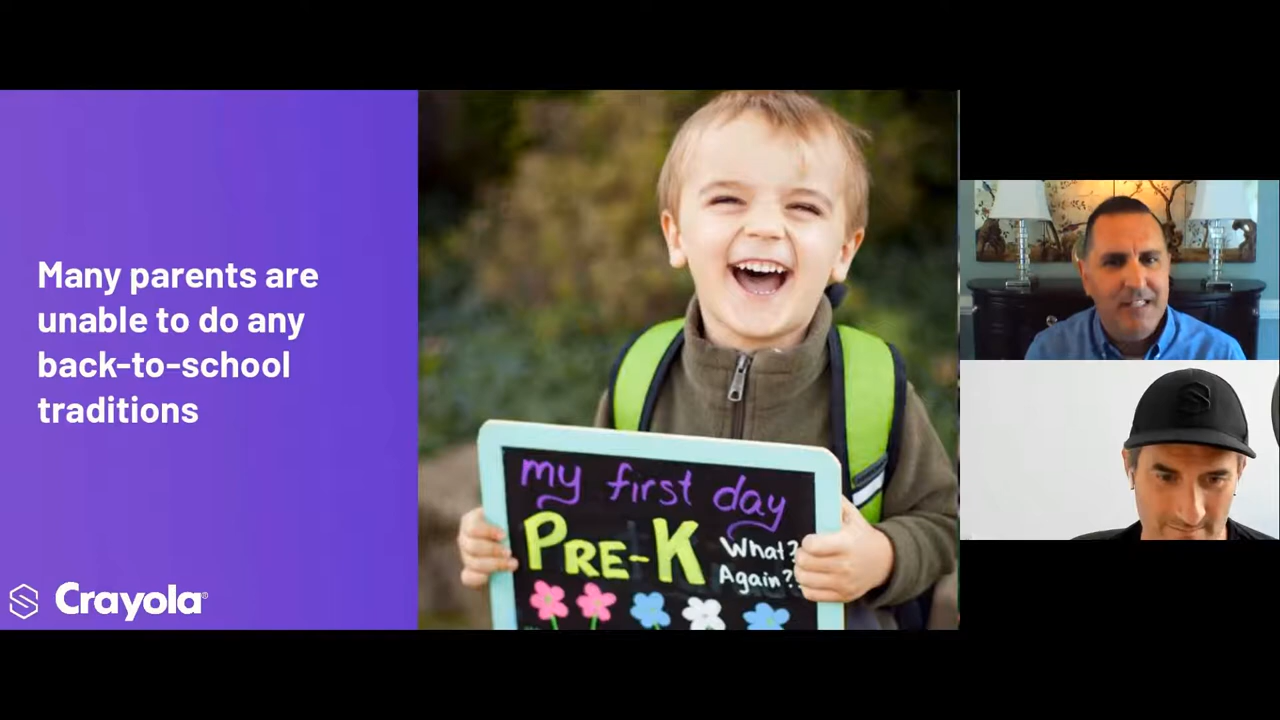 Many parents are
unable to do any
back-to-school
traditions
Crayola®
my first day
PRE-K
What?
Again?